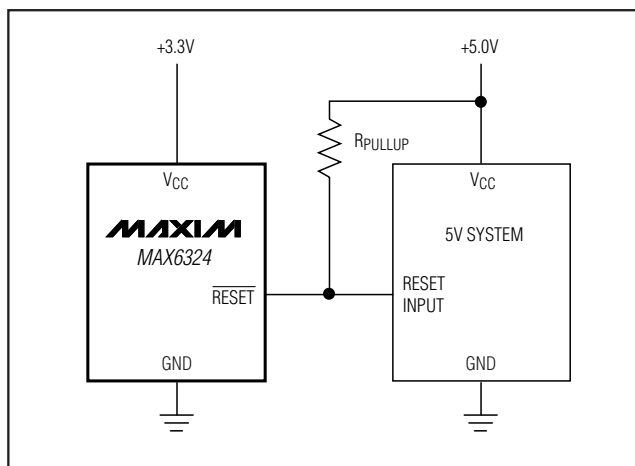 +3.3V
+5.0V
RPULLUP
VCC
VCC
MAXIM
MAX6324
5V SYSTEM
RESET
RESET
INPUT
GND
GND